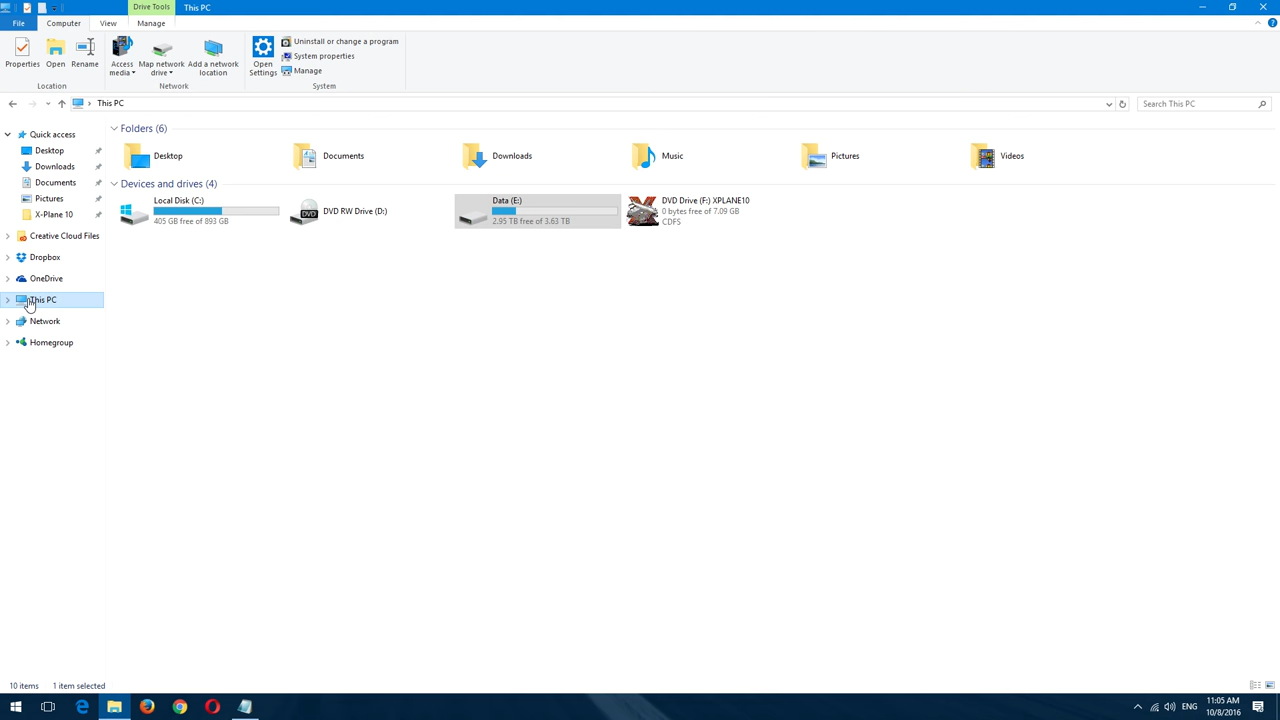 Drive Tools
This PC
File
Computer
View
Manage
Properties
Open
Rename
Access media
Map network drive
Add a network location
Open Settings
Uninstall or change a program
System properties
Manage
Location
Network
System
This PC
Search This PC
Quick access
Desktop
Downloads
Documents
Pictures
X-Plane 10
Creative Cloud Files
Dropbox
OneDrive
This PC
Network
Homegroup
Folders (6)
Desktop
Documents
Downloads
Music
Pictures
Videos
Devices and drives (4)
Local Disk (C:)
405 GB free of 893 GB
DVD
DVD RW Drive (D:)
Data (E:)
2.95 TB free of 3.63 TB
DVD Drive (F:) XPLANE10
0 bytes free of 7.09 GB
CDFS
10 items
1 item selected
ENG
11:05 AM
10/8/2016